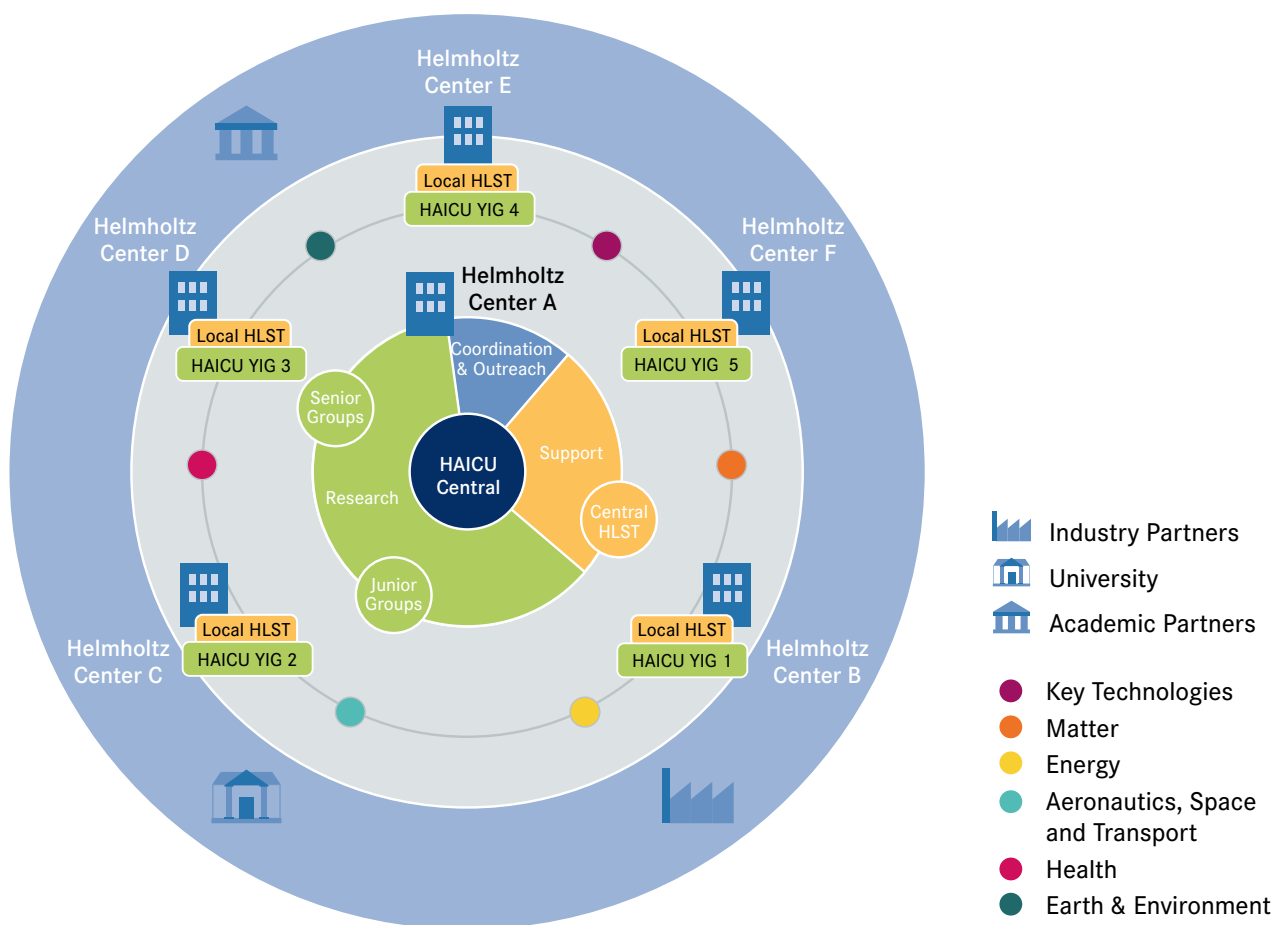 Helmholtz
Center E
Local HLST
HAICU YIG 4
Helmholtz
Center D
Local HLST
HAICU YIG 3
Helmholtz
Center F
Local HLST
HAICU YIG 5
Helmholtz
Center A
Coordination
& Outreach
Senior
Groups
Support
HAICU
Central
Research
Central
HLST
Junior
Groups
Local HLST
HAICU YIG 2
Helmholtz
Center C
Local HLST
HAICU YIG 1
Helmholtz
Center B
Industry Partners
University
Academic Partners
Key Technologies
Matter
Energy
Aeronautics, Space
and Transport
Health
Earth & Environment